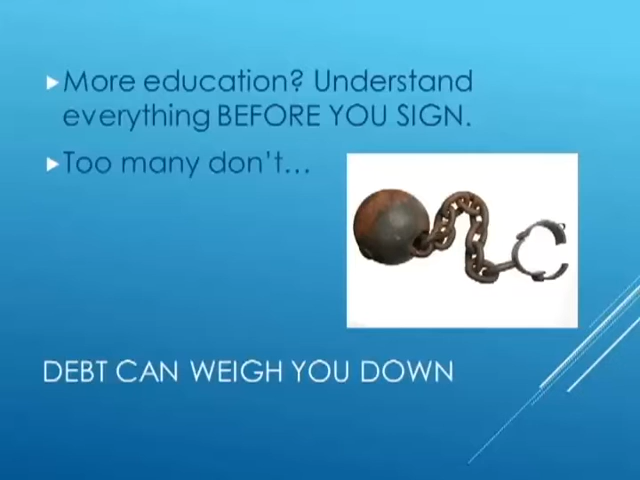 More education? Understand
everything BEFORE YOU SIGN.
Too many don't...
DEBT CAN WEIGH YOU DOWN